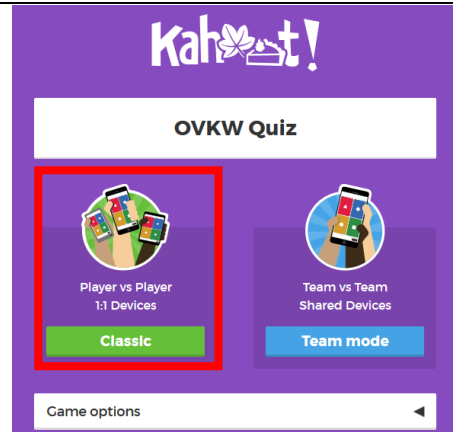 Kahoot!
OVKW Quiz
Player vs Player
1:1 Devices
Classic
Team vs Team
Shared Devices
Team mode
Game options